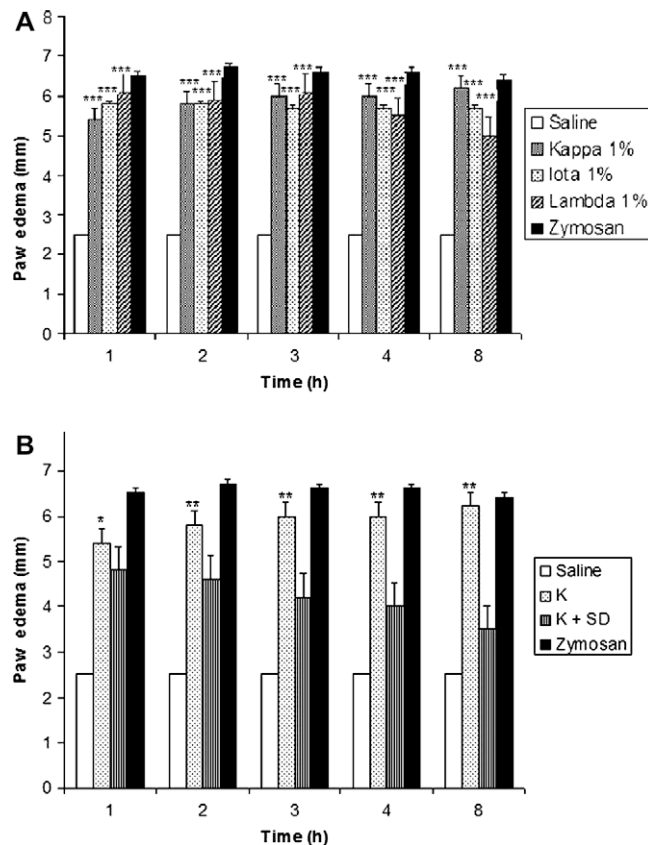 A
Paw edema (mm)
8
7
6
5
4
3
2
1
0
*** *** ***
*** *** ***
*** *** ***
*** *** ***
*** *** ***
1 2 3 4 8
Time (h)
Saline
Kappa 1%
Iota 1%
Lambda 1%
Zymosan
B
Paw edema (mm)
7
6
5
4
3
2
1
0
* ** ** ** **
1 2 3 4 8
Time (h)
Saline
K
K + SD
Zymosan